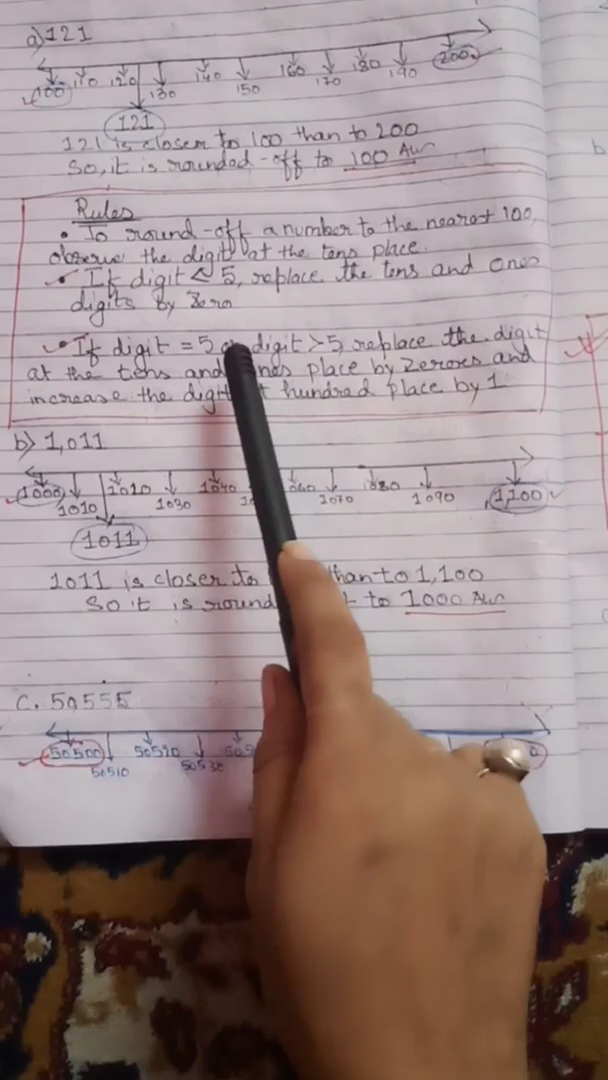 a) 121
100 110 120 130 140 150 160 170 180 190 200
121
121 is closer to 100 than to 200
So, it is rounded-off to 100 Ans
Rules
• To round-off a number to the nearest 100,
observe the digit at the tens place.
• If digit < 5, replace the tens and ones
digits by zero
• If digit = 5 or digit > 5 replace the digit
at the tens and ones place by zeroes and
increase the digit hundred place by 1
b) 1,011
1000 1010 1020 1030 1040 1070 1080 1090 1,100
1011
1011 is closer to than to 1,100
So it is round to 1000 Ans
C. 50555
50500 50510 50520 50530